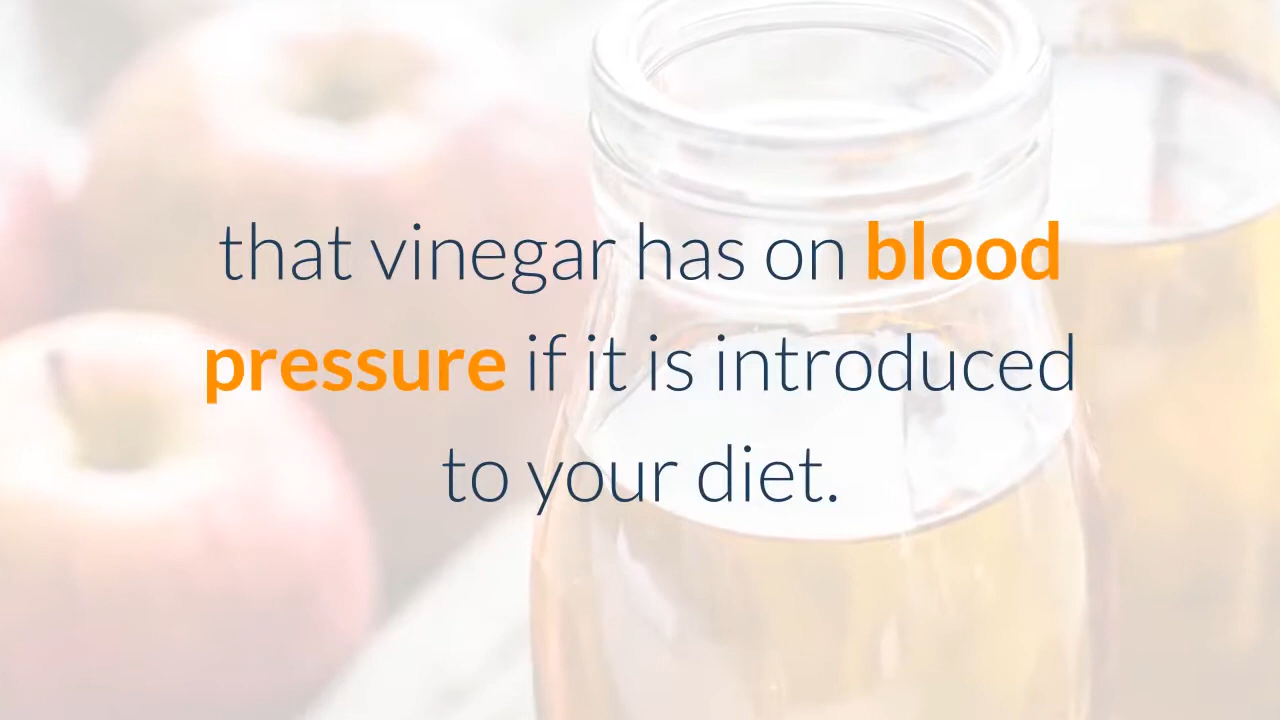 that vinegar has on blood
pressure if it is introduced
to your diet.